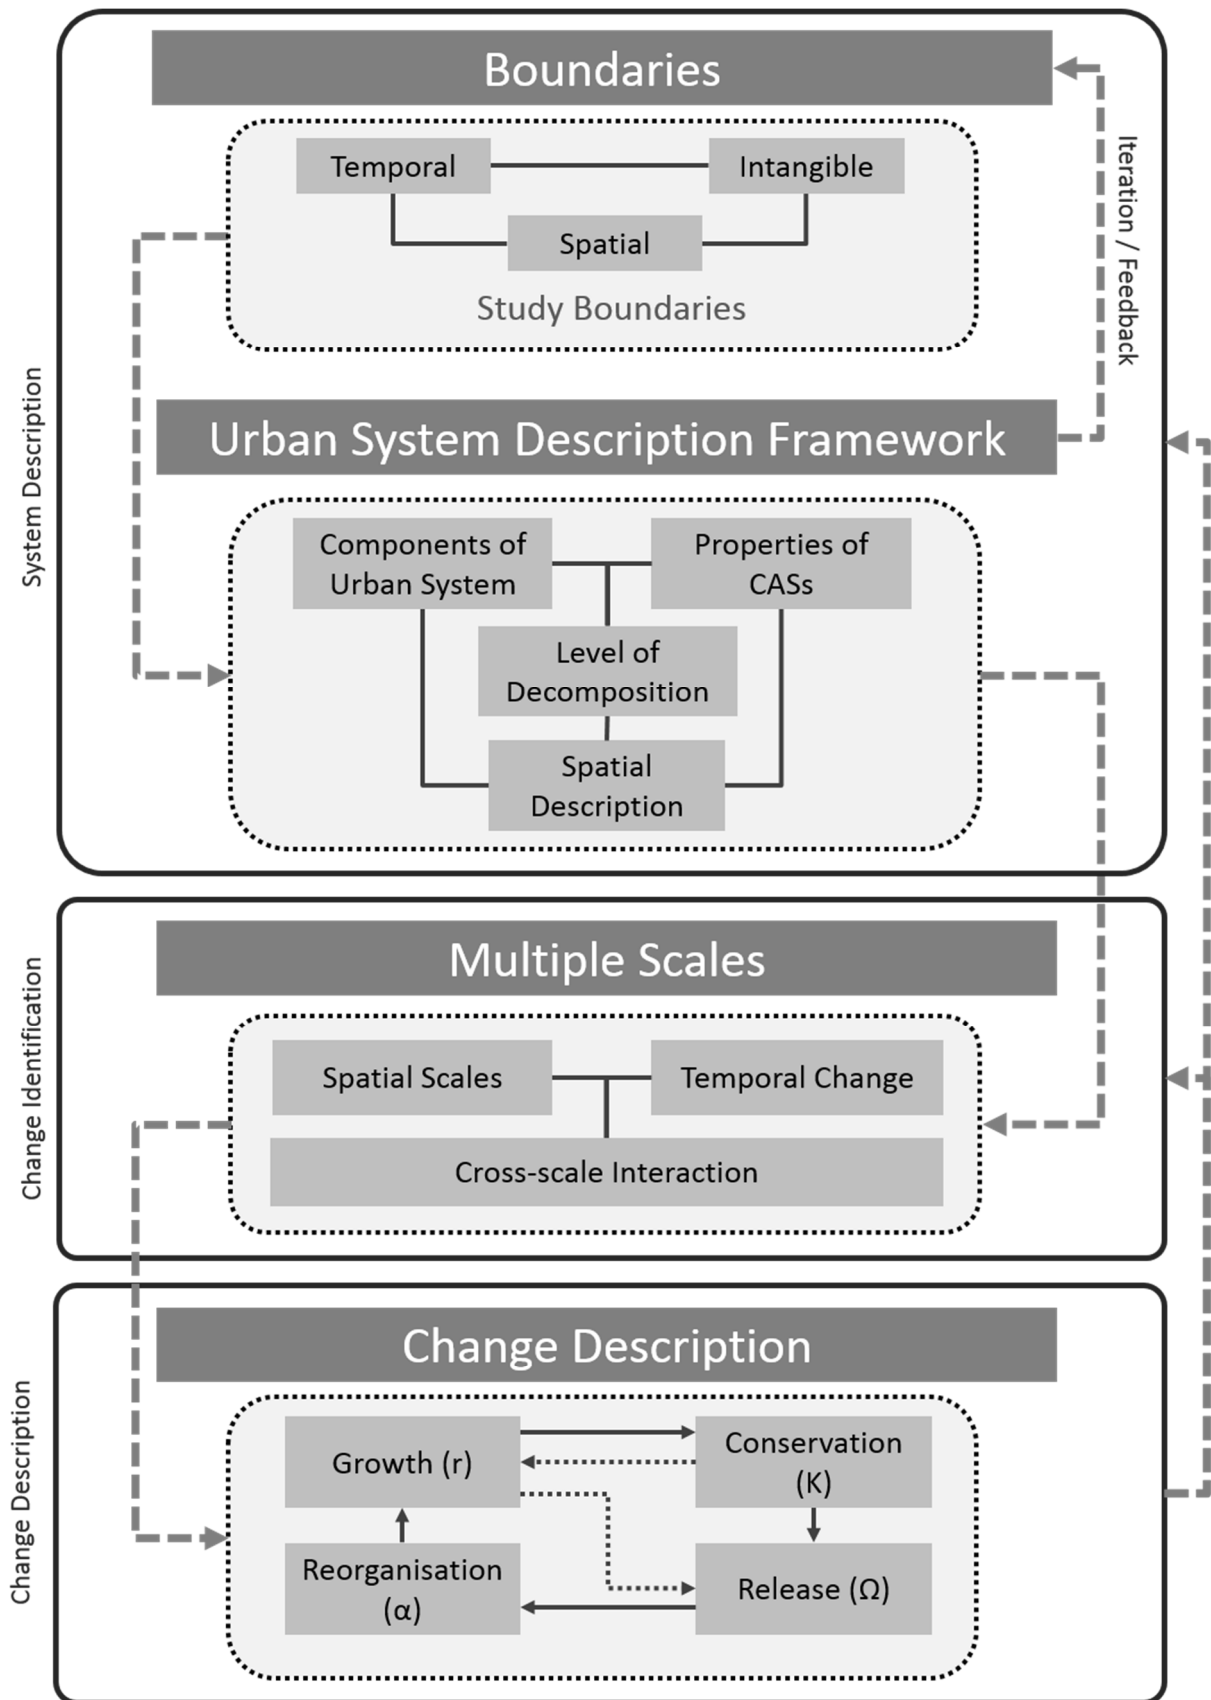 Boundaries
Temporal
Intangible
Spatial
Study Boundaries
Iteration / Feedback
System Description
Urban System Description Framework
Components of
Urban System
Properties of
CASs
Level of
Decomposition
Spatial
Description
Change Identification
Multiple Scales
Spatial Scales
Temporal Change
Cross-scale Interaction
Change Description
Change Description
Growth (r)
Conservation
(K)
Reorganisation
(α)
Release (Ω)